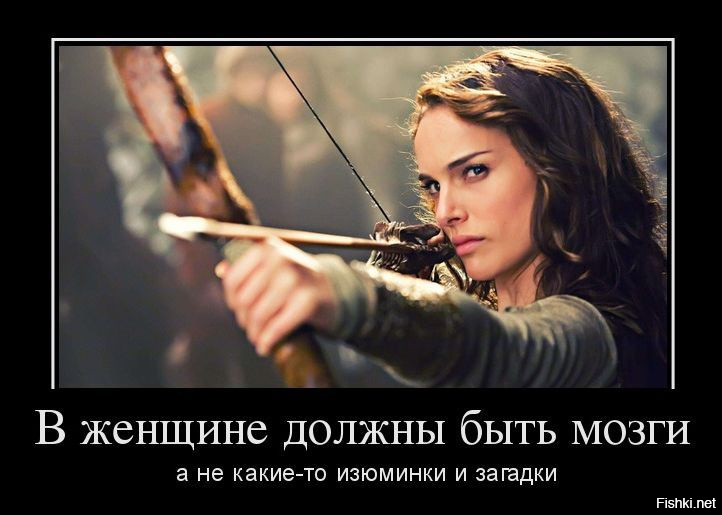 В женщине должны быть мозги
а не какие-то изюминки и загадки
Fishki.net